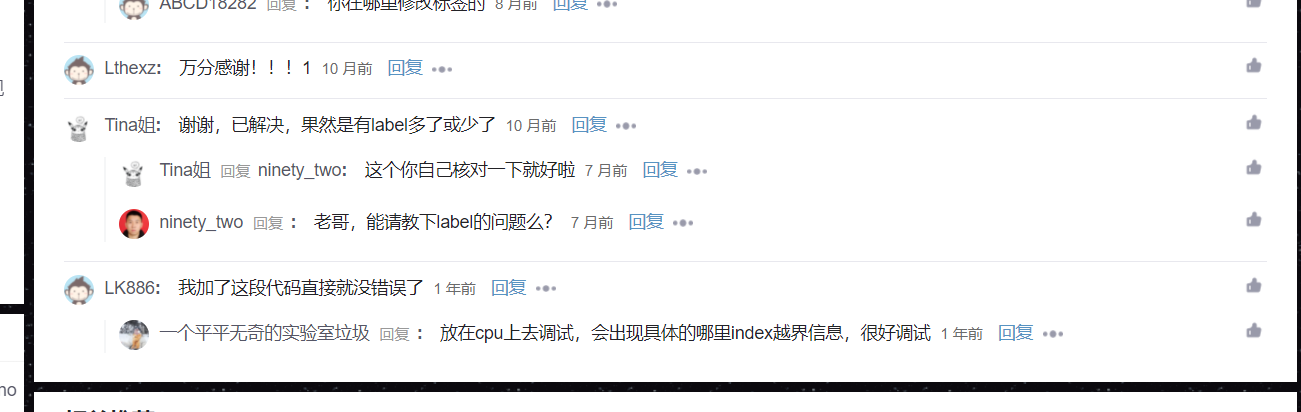 ABCD18282 回复 : 你在哪里修改标签的 8 月前 回复
Lthexz: 万分感谢！！！1 10 月前 回复
Tina姐: 谢谢，已解决，果然是有label多了或少了 10 月前 回复
Tina姐 回复 ninety_two: 这个你自己核对一下就好啦 7 月前 回复
ninety_two 回复 : 老哥，能请教下label的问题么？ 7 月前 回复
LK886: 我加了这段代码直接就没错误了 1 年前 回复
一个平平无奇的实验室垃圾 回复 : 放在cpu上去调试，会出现具体的哪里index越界信息，很好调试 1 年前 回复